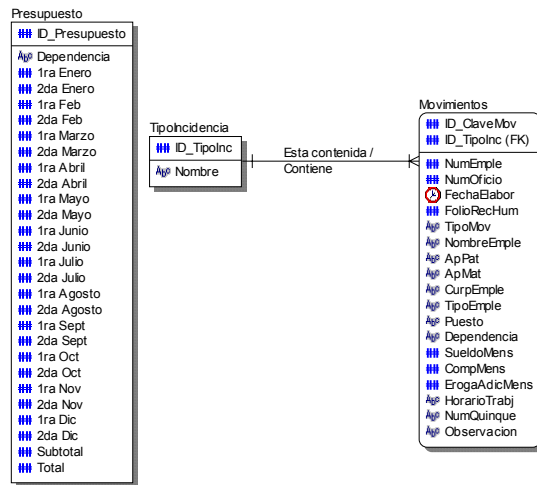 Presupuesto
ID_Presupuesto
Dependencia
1ra Enero
2da Enero
1ra Feb
2da Feb
1ra Marzo
2da Marzo
1ra Abril
2da Abril
1ra Mayo
2da Mayo
1ra Junio
2da Junio
1ra Julio
2da Julio
1ra Agosto
2da Agosto
1ra Sept
2da Sept
1ra Oct
2da Oct
1ra Nov
2da Nov
1ra Dic
2da Dic
Subtotal
Total
TipoIncidencia
ID_TipoInc
Nombre
Esta contenida /
Contiene
Movimientos
ID_ClaveMov
ID_TipoInc (FK)
NumEmple
NumOficio
FechaElabor
FolioRecHum
TipoMov
NombreEmple
ApPat
ApMat
CurpEmple
TipoEmple
Puesto
Dependencia
SueldoMens
CompMens
ErogaAdicMens
HorarioTrabj
NumQuinque
Observacion